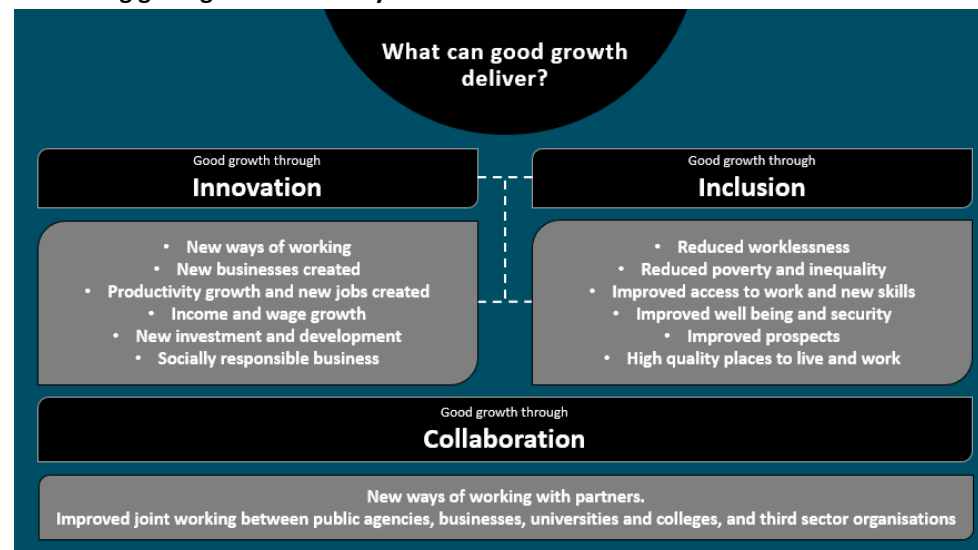 What can good growth
deliver?
Good growth through
Innovation
• New ways of working
• New businesses created
• Productivity growth and new jobs created
• Income and wage growth
• New investment and development
• Socially responsible business
Good growth through
Inclusion
• Reduced worklessness
• Reduced poverty and inequality
• Improved access to work and new skills
• Improved well being and security
• Improved prospects
• High quality places to live and work
Good growth through
Collaboration
New ways of working with partners.
Improved joint working between public agencies, businesses, universities and colleges, and third sector organisations